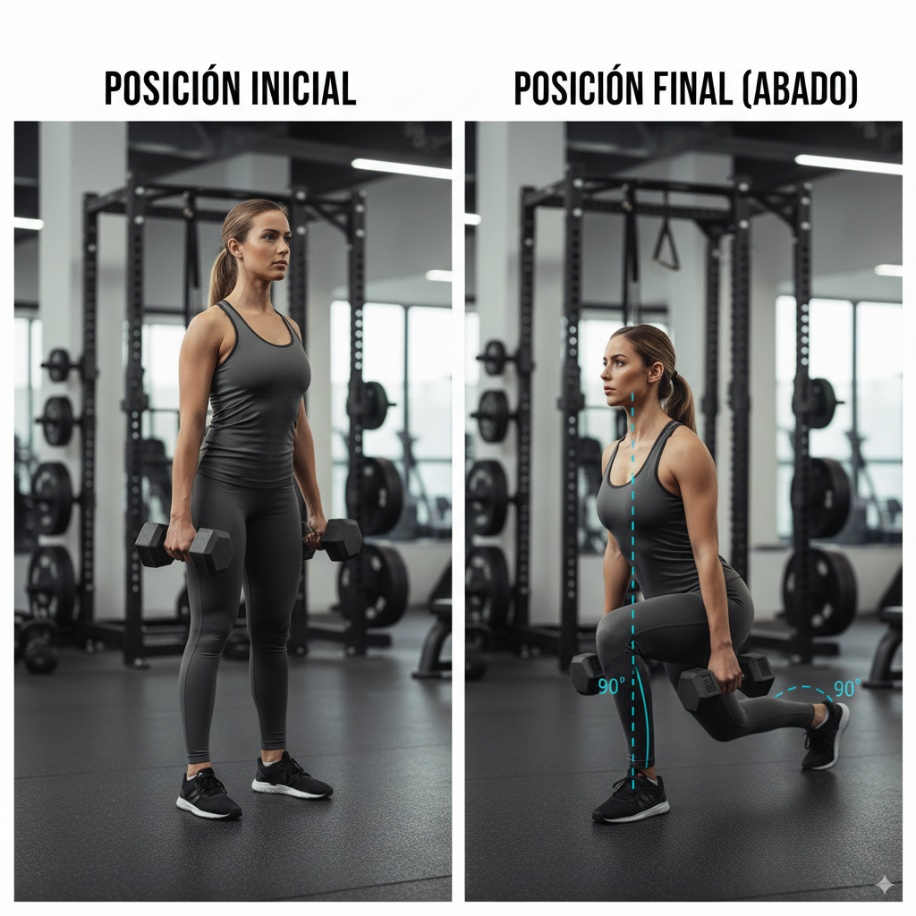 POSICIÓN INICIAL
POSICIÓN FINAL (ABADO)
90°
90°